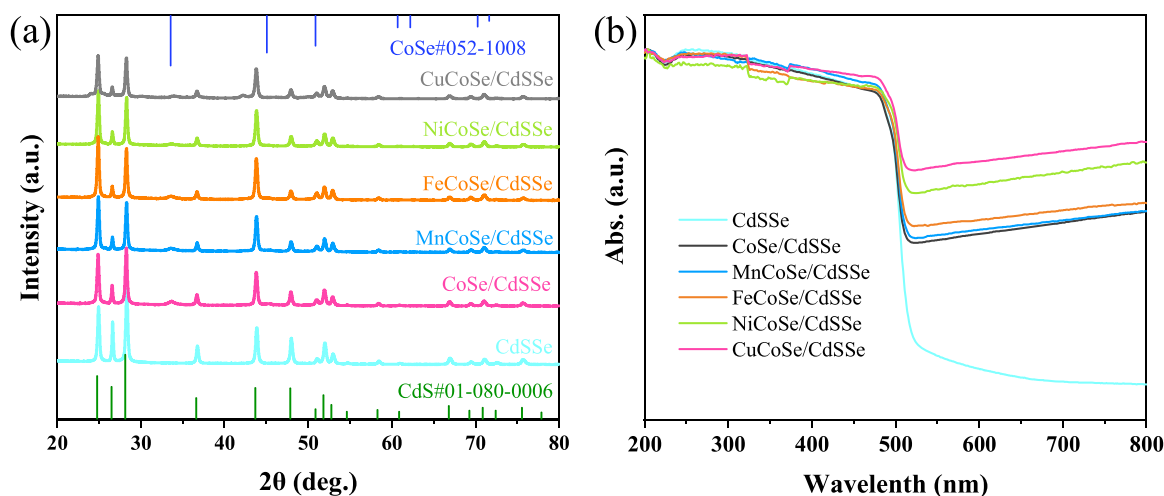 (a)
CoSe#052-1008
CuCoSe/CdSSe
NiCoSe/CdSSe
FeCoSe/CdSSe
MnCoSe/CdSSe
CoSe/CdSSe
CdSSe
CdS#01-080-0006
Intensity (a.u.)
20 30 40 50 60 70 80
2θ (deg.)
(b)
Abs. (a.u.)
CdSSe
CoSe/CdSSe
MnCoSe/CdSSe
FeCoSe/CdSSe
NiCoSe/CdSSe
CuCoSe/CdSSe
200 300 400 500 600 700 800
Wavelenth (nm)